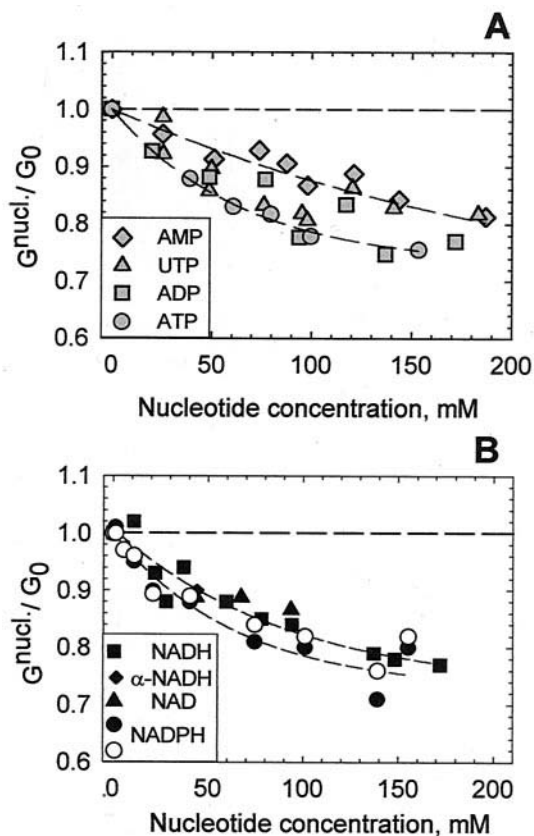 A
1.1
1.0
0.9
0.8
0.7
0.6
G^nucl./ G₀
AMP
UTP
ADP
ATP
0 50 100 150 200
Nucleotide concentration, mM
B
1.1
1.0
0.9
0.8
0.7
0.6
G^nucl./ G₀
NADH
α-NADH
NAD
NADPH
0 50 100 150 200
Nucleotide concentration, mM